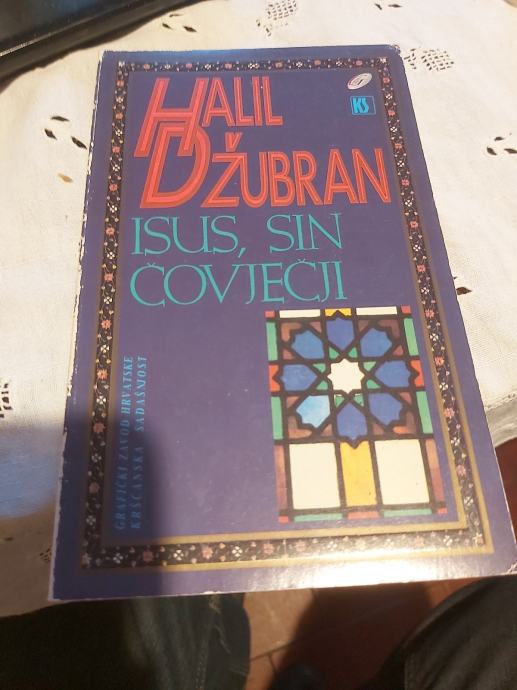 HALIL
DŽUBRAN
KS
ISUS, SIN
ČOVJEČJI
GRAFIČKI ZAVOD HRVATSKE
KRŠĆANSKA SADAŠNJOST